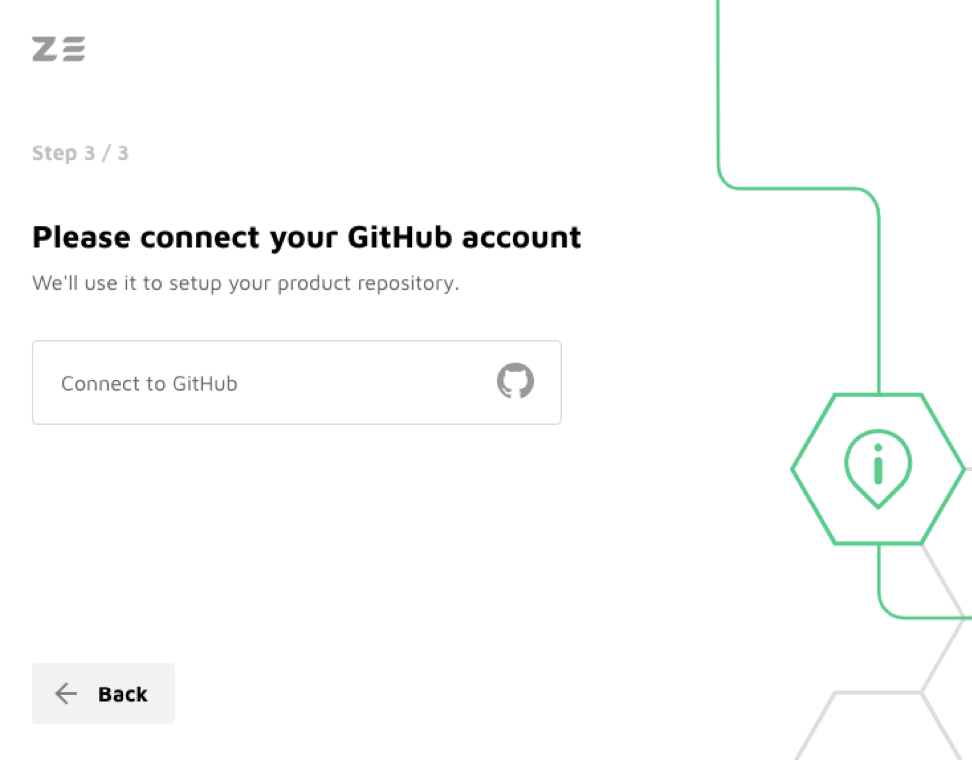 ZE
Step 3 / 3
Please connect your GitHub account
We'll use it to setup your product repository.
Connect to GitHub
i
Back